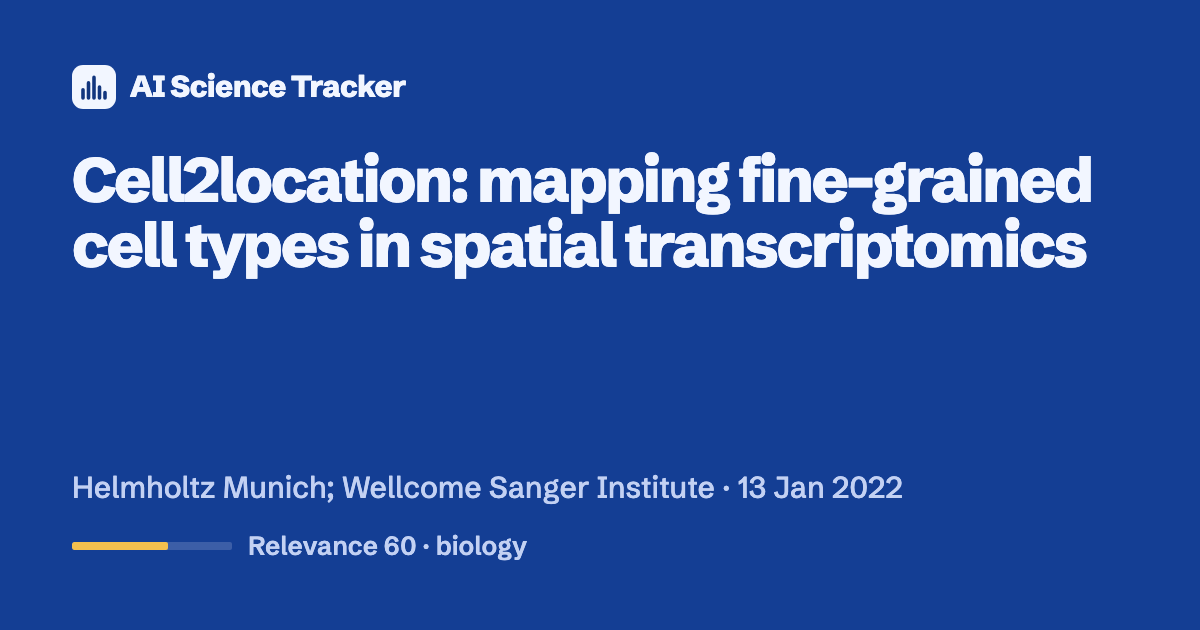 AI Science Tracker
Cell2location: mapping fine-grained
cell types in spatial transcriptomics
Helmholtz Munich; Wellcome Sanger Institute · 13 Jan 2022
Relevance 60 · biology